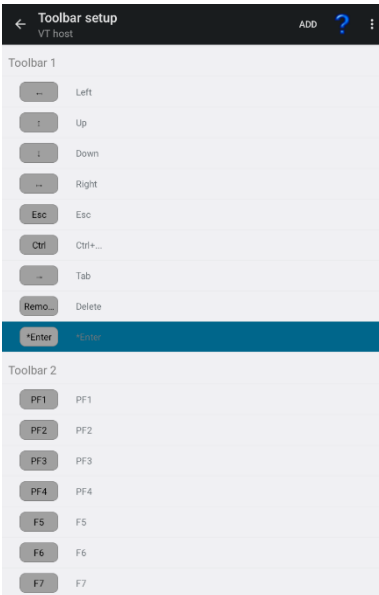 ← Toolbar setup ADD ? ⋮
VT host
Toolbar 1
← Left
↑ Up
↓ Down
→ Right
Esc Esc
Ctrl Ctrl+...
→ Tab
Remo... Delete
*Enter *Enter
Toolbar 2
PF1 PF1
PF2 PF2
PF3 PF3
PF4 PF4
F5 F5
F6 F6
F7 F7